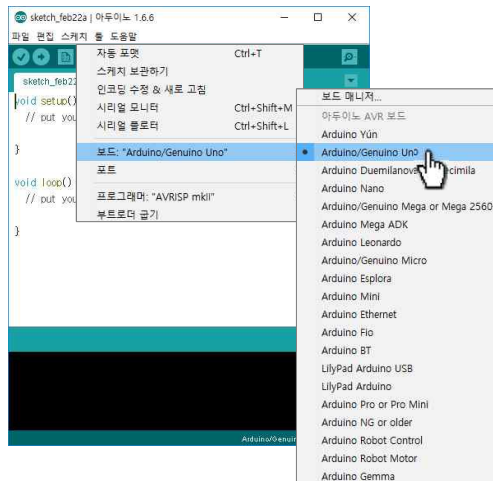 sketch_feb22a | 아두이노 1.6.6
파일 편집 스케치 툴 도움말
sketch_feb22
void setup()
// put you
}
void loop()
// put you
}
자동 포맷 Ctrl+T
스케치 보관하기
인코딩 수정 & 새로 고침
시리얼 모니터 Ctrl+Shift+M
시리얼 플로터 Ctrl+Shift+L
보드: "Arduino/Genuino Uno"
포트
프로그래머: "AVRISP mkII"
부트로더 굽기
보드 매니저...
아두이노 AVR 보드
Arduino Yún
Arduino/Genuino Uno
Arduino Duemilanove ecimila
Arduino Nano
Arduino/Genuino Mega or Mega 2560
Arduino Mega ADK
Arduino Leonardo
Arduino/Genuino Micro
Arduino Esplora
Arduino Mini
Arduino Ethernet
Arduino Fio
Arduino BT
LilyPad Arduino USB
LilyPad Arduino
Arduino Pro or Pro Mini
Arduino NG or older
Arduino Robot Control
Arduino Robot Motor
Arduino Gemma
Arduino/Genuin